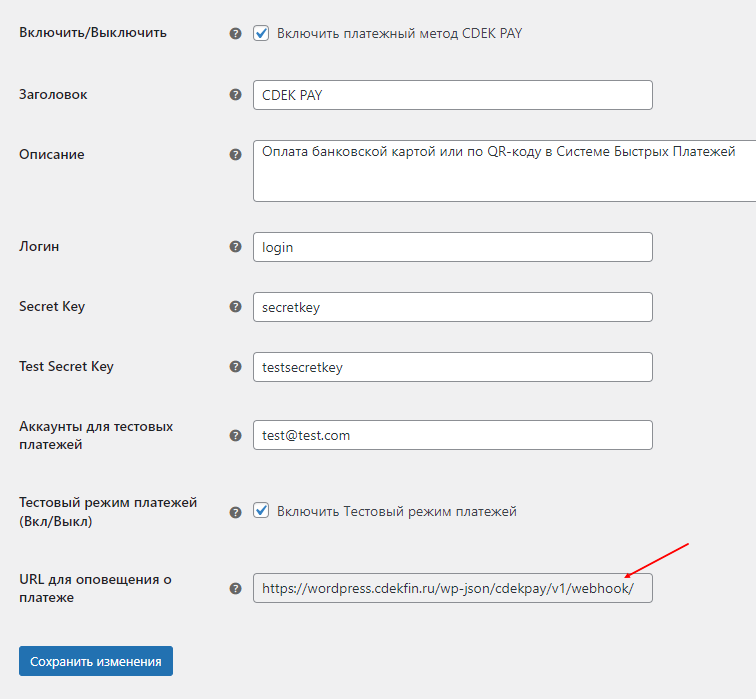 Включить/Выключить
Включить платежный метод CDEK PAY
Заголовок
CDEK PAY
Описание
Оплата банковской картой или по QR-коду в Системе Быстрых Платежей
Логин
login
Secret Key
secretkey
Test Secret Key
testsecretkey
Аккаунты для тестовых
платежей
test@test.com
Тестовый режим платежей
(Вкл/Выкл)
Включить Тестовый режим платежей
URL для оповещения о
платеже
https://wordpress.cdekfin.ru/wp-json/cdekpay/v1/webhook/
Сохранить изменения